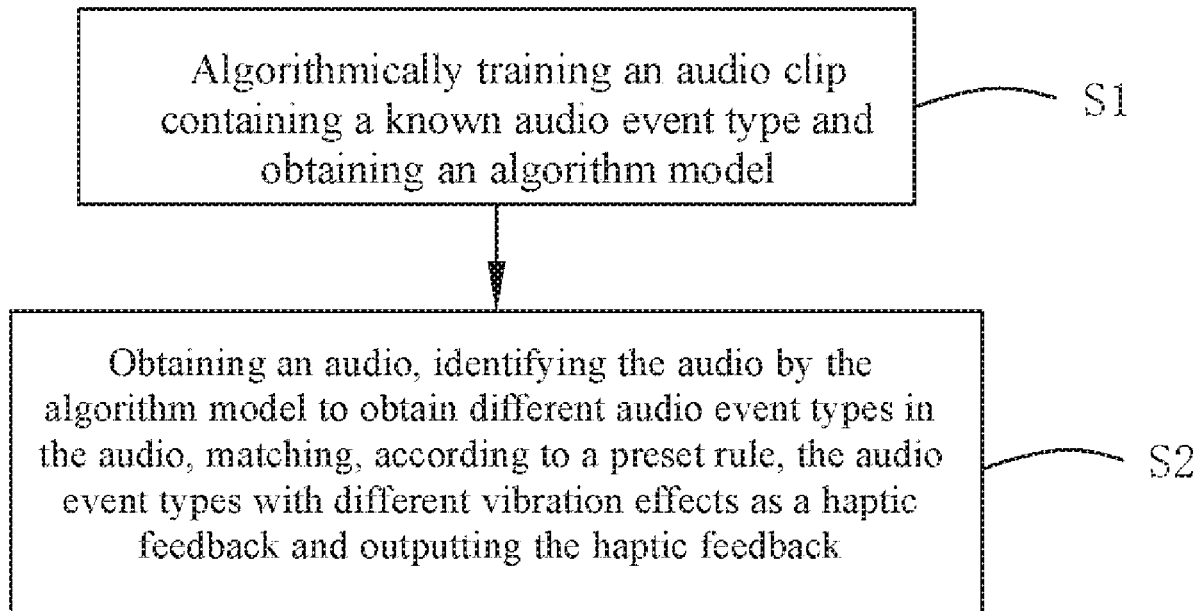 Algorithmically training an audio clip
containing a known audio event type and
obtaining an algorithm model
S1
Obtaining an audio, identifying the audio by the
algorithm model to obtain different audio event types in
the audio, matching, according to a preset rule, the audio
event types with different vibration effects as a haptic
feedback and outputting the haptic feedback
S2